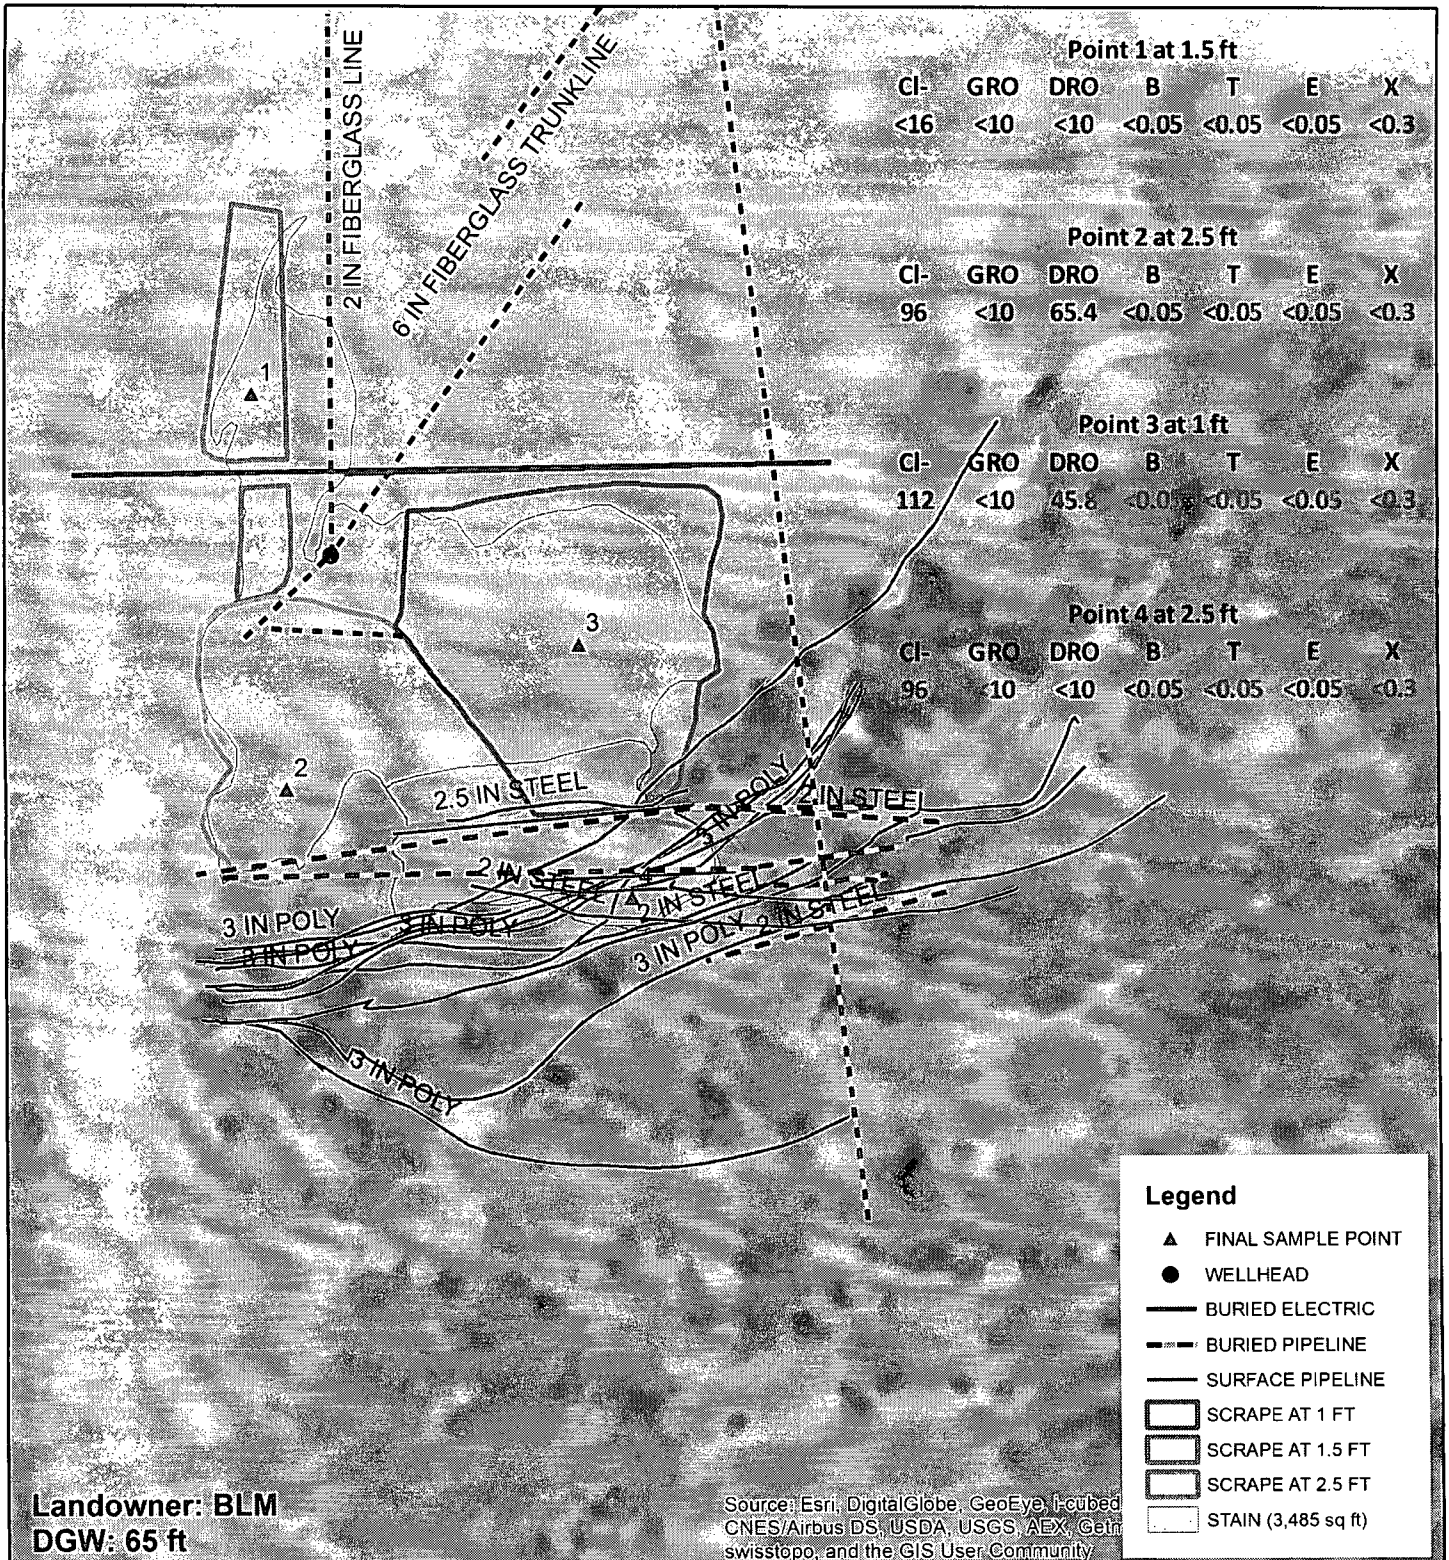 2 IN FIBERGLASS LINE
6 IN FIBERGLASS TRUNKLINE
Point 1 at 1.5 ft
Cl- GRO DRO B T E X
<16 <10 <10 <0.05 <0.05 <0.05 <0.3
Point 2 at 2.5 ft
Cl- GRO DRO B T E X
96 <10 65.4 <0.05 <0.05 <0.05 <0.3
Point 3 at 1 ft
Cl- GRO DRO B T E X
112 <10 45.8 <0.05 <0.05 <0.05 <0.3
Point 4 at 2.5 ft
Cl- GRO DRO B T E X
96 <10 <10 <0.05 <0.05 <0.05 <0.3
1
3
2
2.5 IN STEEL
3 IN POLY
IN STEEL
2 IN STEEL
4
2 IN STEEL
2 IN STEEL
3 IN POLY
3 IN POLY
3 IN POLY
3 IN POLY
3 IN POLY
Legend
FINAL SAMPLE POINT
WELLHEAD
BURIED ELECTRIC
BURIED PIPELINE
SURFACE PIPELINE
SCRAPE AT 1 FT
SCRAPE AT 1.5 FT
SCRAPE AT 2.5 FT
STAIN (3,485 sq ft)
Landowner: BLM
DGW: 65 ft
Source: Esri, DigitalGlobe, GeoEye, i-cubed
CNES/Airbus DS, USDA, USGS, AEX, Getm
swisstopo, and the GIS User Community